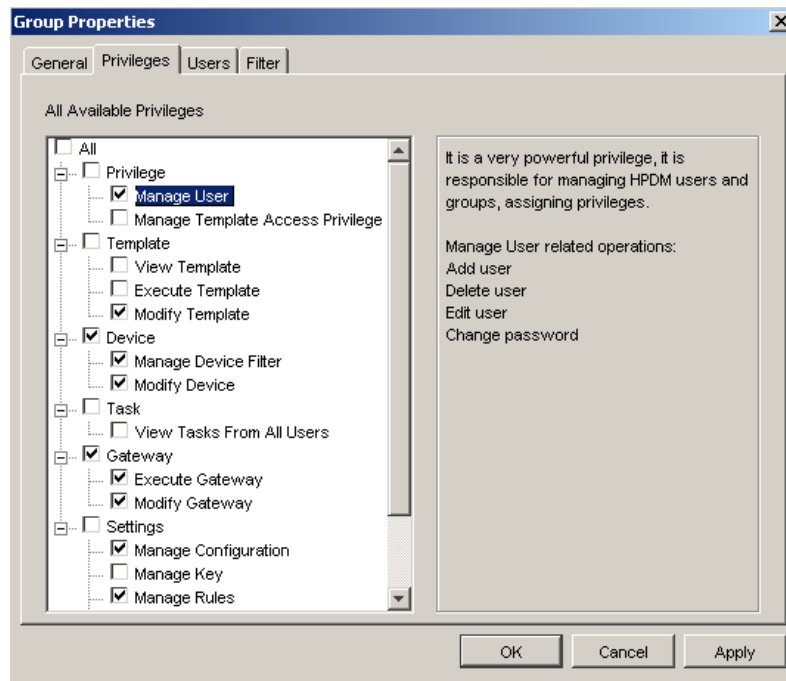 Group Properties
General Privileges Users Filter
All Available Privileges
All
Privilege
Manage User
Manage Template Access Privilege
Template
View Template
Execute Template
Modify Template
Device
Manage Device Filter
Modify Device
Task
View Tasks From All Users
Gateway
Execute Gateway
Modify Gateway
Settings
Manage Configuration
Manage Key
Manage Rules
It is a very powerful privilege, it is
responsible for managing HPDM users and
groups, assigning privileges.
Manage User related operations:
Add user
Delete user
Edit user
Change password
OK Cancel Apply